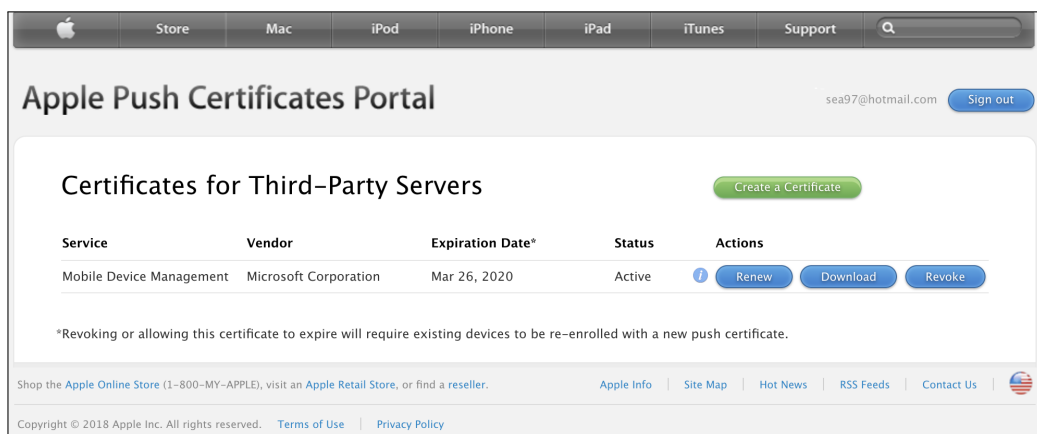 Store Mac iPod iPhone iPad iTunes Support
Apple Push Certificates Portal
sea97@hotmail.com Sign out
Certificates for Third-Party Servers
Create a Certificate
Service Vendor Expiration Date* Status Actions
Mobile Device Management Microsoft Corporation Mar 26, 2020 Active i Renew Download Revoke
*Revoking or allowing this certificate to expire will require existing devices to be re-enrolled with a new push certificate.
Shop the Apple Online Store (1-800-MY-APPLE), visit an Apple Retail Store, or find a reseller. Apple Info | Site Map | Hot News | RSS Feeds | Contact Us |
Copyright © 2018 Apple Inc. All rights reserved. Terms of Use | Privacy Policy